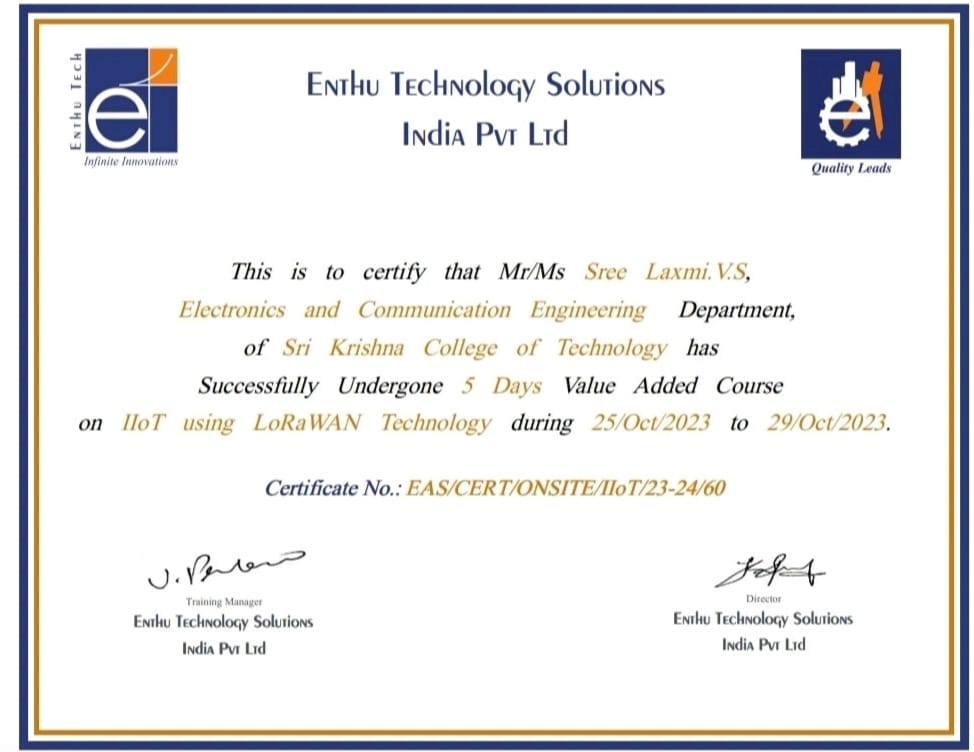 Enthu Tech
Infinite Innovations
Enthu Technology Solutions
India Pvt Ltd
Quality Leads
This is to certify that Mr/Ms Sree Laxmi.V.S,
Electronics and Communication Engineering Department,
of Sri Krishna College of Technology has
Successfully Undergone 5 Days Value Added Course
on IIoT using LoRaWAN Technology during 25/Oct/2023 to 29/Oct/2023.
Certificate No.: EAS/CERT/ONSITE/IIoT/23-24/60
Training Manager
Enthu Technology Solutions
India Pvt Ltd
Director
Enthu Technology Solutions
India Pvt Ltd